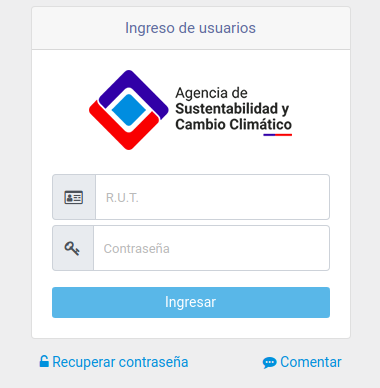 Ingreso de usuarios
Agencia de
Sustentabilidad y
Cambio Climático
R.U.T.
Contraseña
Ingresar
Recuperar contraseña
Comentar